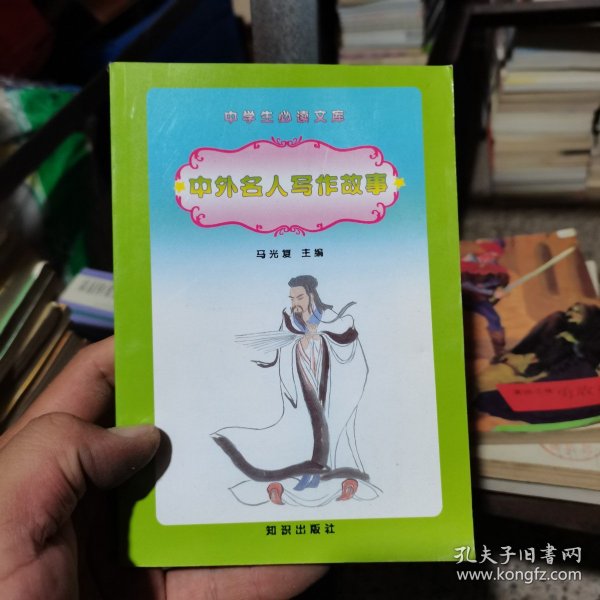 中学生必读文库
中外名人写作故事
马光复 主编
知识出版社
孔夫子旧书网
www.kongfz.com